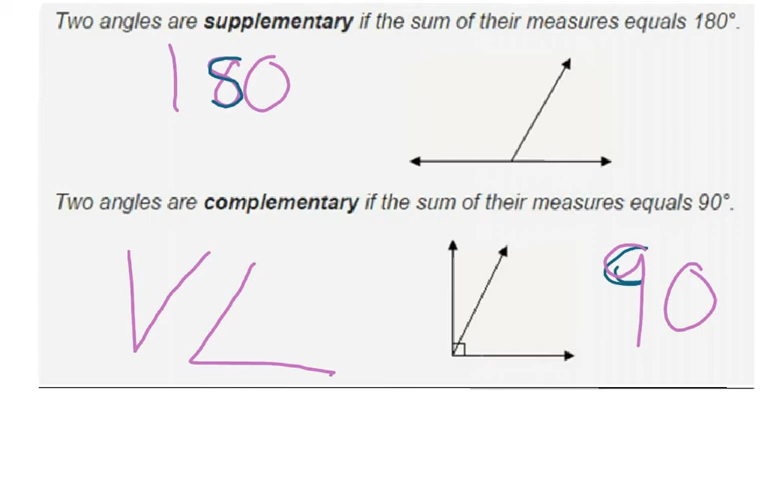 Two angles are supplementary if the sum of their measures equals 180°.
180
Two angles are complementary if the sum of their measures equals 90°.
90